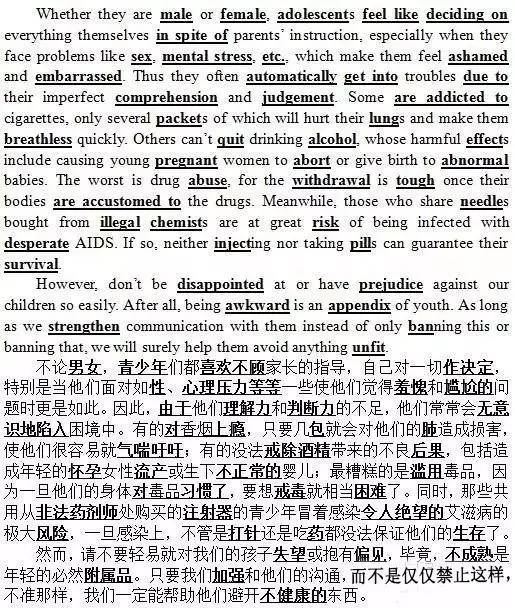 Whether they are male or female, adolescents feel like deciding on
everything themselves in spite of parents' instruction, especially when they
face problems like sex, mental stress, etc., which make them feel ashamed
and embarrassed. Thus they often automatically get into troubles due to
their imperfect comprehension and judgement. Some are addicted to
cigarettes, only several packets of which will hurt their lungs and make them
breathless quickly. Others can't quit drinking alcohol, whose harmful effects
include causing young pregnant women to abort or give birth to abnormal
babies. The worst is drug abuse, for the withdrawal is tough once their
bodies are accustomed to the drugs. Meanwhile, those who share needles
bought from illegal chemists are at great risk of being infected with
desperate AIDS. If so, neither injecting nor taking pills can guarantee their
survival.
However, don't be disappointed at or have prejudice against our
children so easily. After all, being awkward is an appendix of youth. As long
as we strengthen communication with them instead of only banning this or
banning that, we will surely help them avoid anything unfit.
不论男女，青少年们都喜欢不顾家长的指导，自己对一切作决定，
特别是当他们面对如性、心理压力等等一些使他们觉得羞愧和尴尬的问
题时更是如此。因此，由于他们理解力和判断力的不足，他们常常会无意
识地陷入困境中。有的对香烟上瘾，只要几包就会对他们的肺造成损害，
使他们很容易就气喘吁吁；有的没法戒除酒精带来的不良后果，包括造
成年轻的怀孕女性流产或生下不正常的婴儿；最糟糕的是滥用毒品，因
为一旦他们的身体对毒品习惯了，要想戒毒就相当困难了。同时，那些共
用从非法药剂师处购买的注射器的青少年冒着感染令人绝望的艾滋病的
极大风险，一旦感染上，不管是打针还是吃药都没法保证他们的生存了。
然而，请不要轻易就对我们的孩子失望或抱有偏见，毕竟，不成熟是
年轻的必然附属品。只要我们加强和他们的沟通，而不是仅仅禁止这样，
不准那样，我们一定能帮助他们避开不健康的东西。